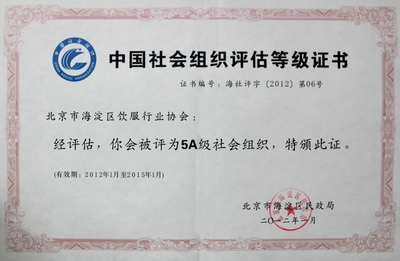 中国社会组织评估等级证书
证书编号：海社评字〔2012〕第06号
北京市海淀区饮服行业协会：
经评估，你会被评为5A级社会组织，特颁此证。
(有效期：2012年1月至2015年1月)
北京市海淀区民政局
二〇一二年一月